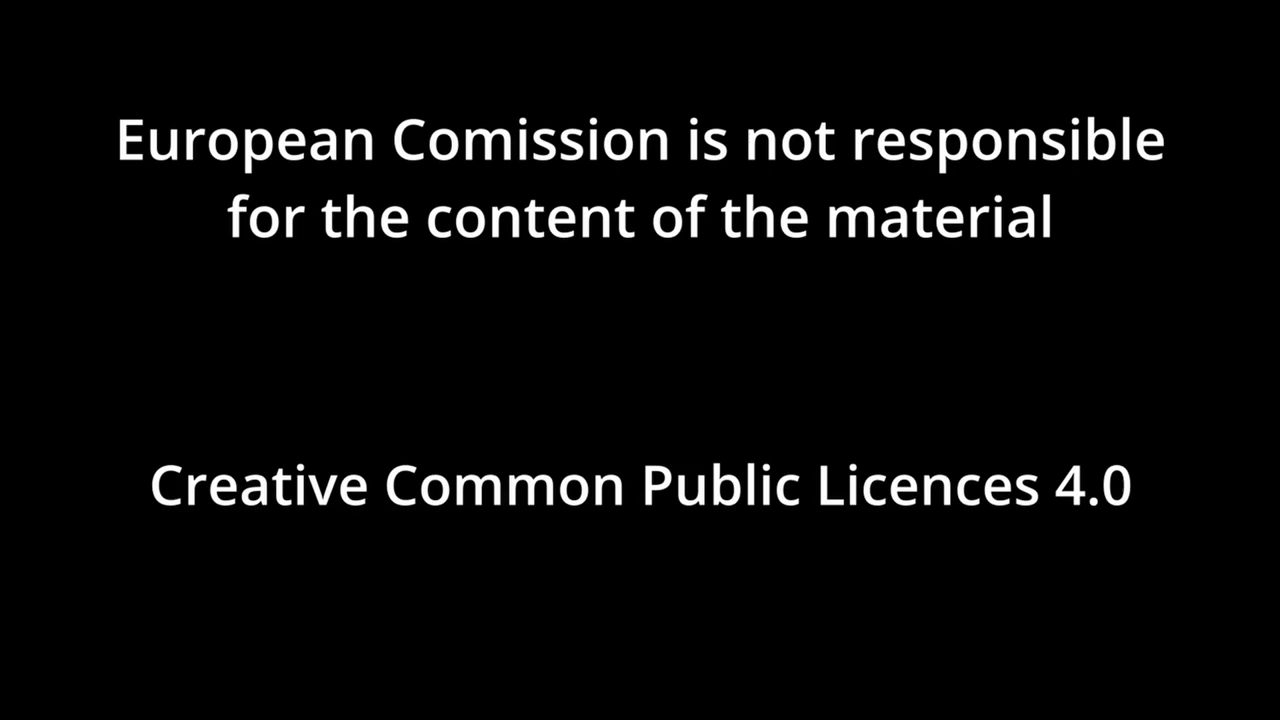 European Comission is not responsible
for the content of the material
Creative Common Public Licences 4.0